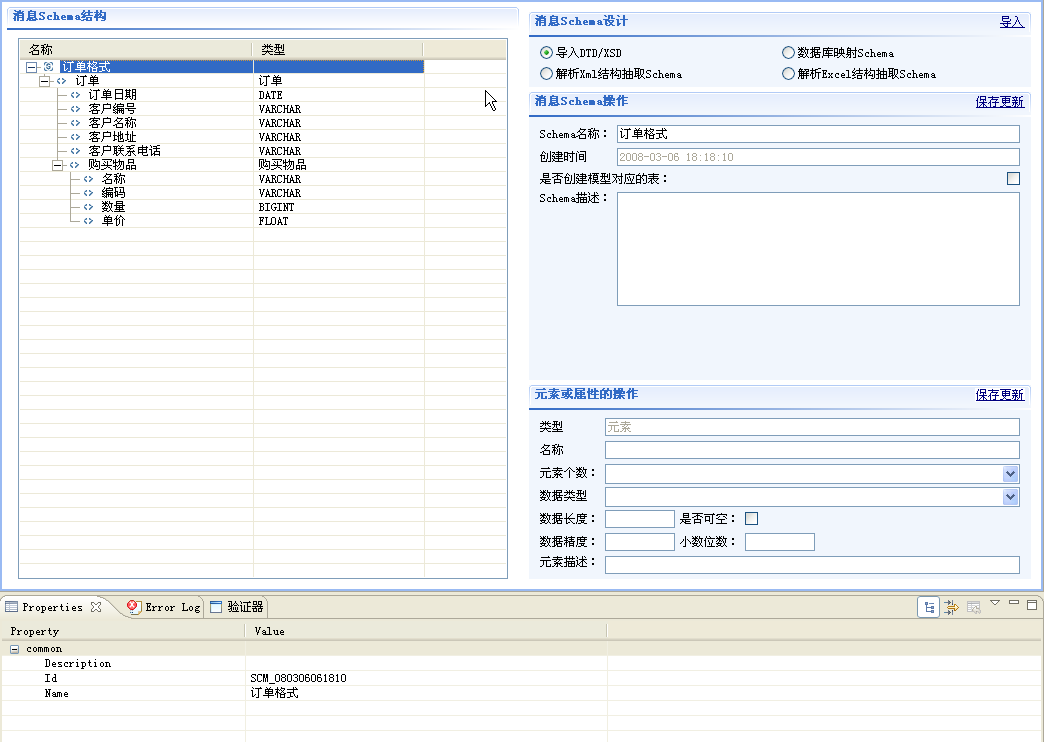 消息Schema结构
名称 类型
订单格式
订单 订单
订单日期 DATE
客户编号 VARCHAR
客户名称 VARCHAR
客户地址 VARCHAR
客户联系电话 VARCHAR
购买物品 购买物品
名称 VARCHAR
编码 VARCHAR
数量 BIGINT
单价 FLOAT
消息Schema设计 导入
导入DTD/XSD 数据库映射Schema
解析Xml结构抽取Schema 解析Excel结构抽取Schema
消息Schema操作 保存更新
Schema名称： 订单格式
创建时间 2008-03-06 18:18:10
是否创建模型对应的表：
Schema描述：
元素或属性的操作 保存更新
类型 元素
名称
元素个数：
数据类型
数据长度： 是否可空：
数据精度： 小数位数：
元素描述：
Properties Error Log 验证器
Property Value
common
Description
Id SCM_080306061810
Name 订单格式